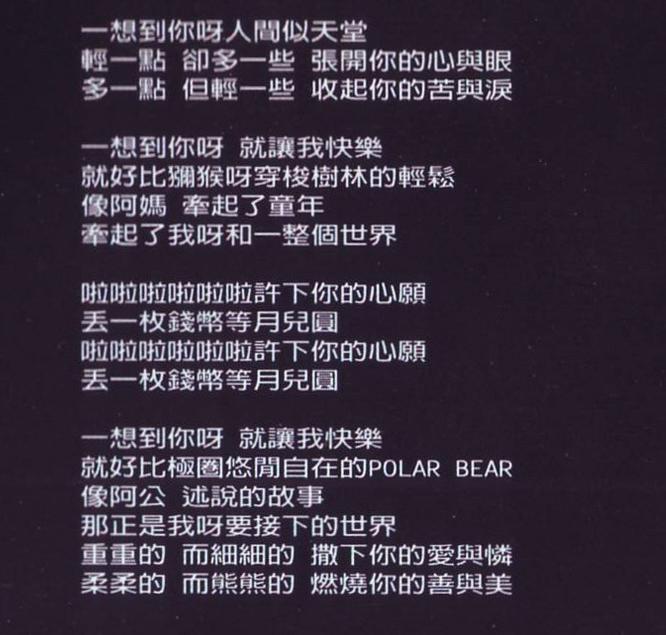 一想到你呀人間似天堂
輕一點 卻多一些 張開你的心與眼
多一點 但輕一些 收起你的苦與淚
一想到你呀 就讓我快樂
就好比獼猴呀穿梭樹林的輕鬆
像阿媽 牽起了童年
牽起了我呀和一整個世界
啦啦啦啦啦啦許下你的心願
丟一枚錢幣等月兒圓
啦啦啦啦啦啦許下你的心願
丟一枚錢幣等月兒圓
一想到你呀 就讓我快樂
就好比極圈悠閒自在的POLAR BEAR
像阿公 述說的故事
那正是我呀要接下的世界
重重的 而細細的 撒下你的愛與憐
柔柔的 而熊熊的 燃燒你的善與美